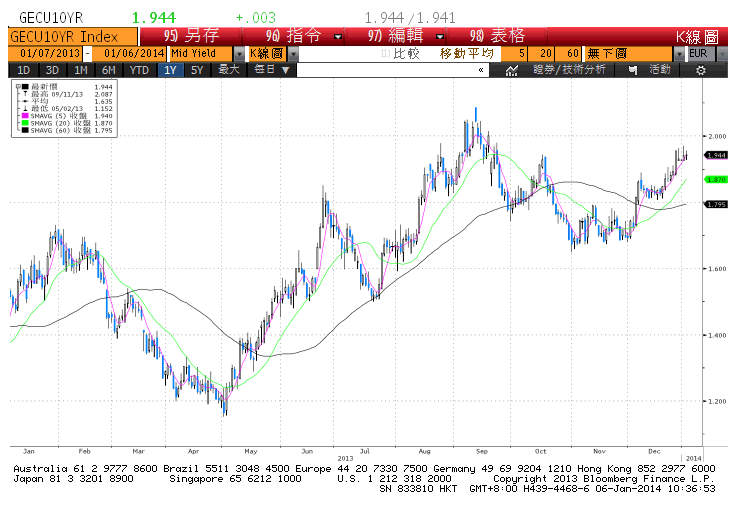 GECU10YR 1.944 +.003 1.944 /1.941
GECU10YR Index 95) 另存 96) 指令 97) 編輯 98) 表格 K線圖
01/07/2013 - 01/06/2014 Mid Yield K線圖 比較 移動平均 5 20 60 無下圖 EUR
1D 3D 1M 6M YTD 1Y 5Y 最大 每日 ▼ « 證券/技術分析 活動
最新價 1.944
最高 09/11/13 2.087
平均 1.635
最低 05/02/13 1.152
SMAVG (5) 收盤 1.940
SMAVG (20) 收盤 1.870
SMAVG (60) 收盤 1.795
2.000
1.944
1.870
1.795
1.600
1.400
1.200
Jan Feb Mar Apr May Jun Jul Aug Sep Oct Nov Dec
2013 2014
Australia 61 2 9777 8600 Brazil 5511 3048 4500 Europe 44 20 7330 7500 Germany 49 69 9204 1210 Hong Kong 852 2977 6000
Japan 81 3 3201 8900 Singapore 65 6212 1000 U.S. 1 212 318 2000 Copyright 2013 Bloomberg Finance L.P.
SN 833810 HKT GMT+8:00 H439-4468-6 06-Jan-2014 10:36:53